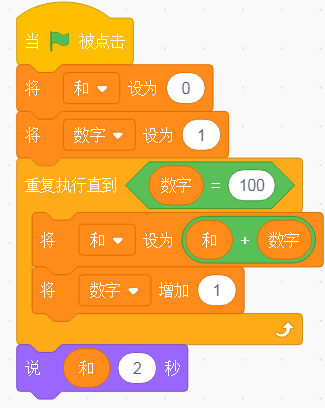 当 被点击
将 和 设为 0
将 数字 设为 1
重复执行直到 数字 = 100
将 和 设为 和 + 数字
将 数字 增加 1
说 和 2 秒